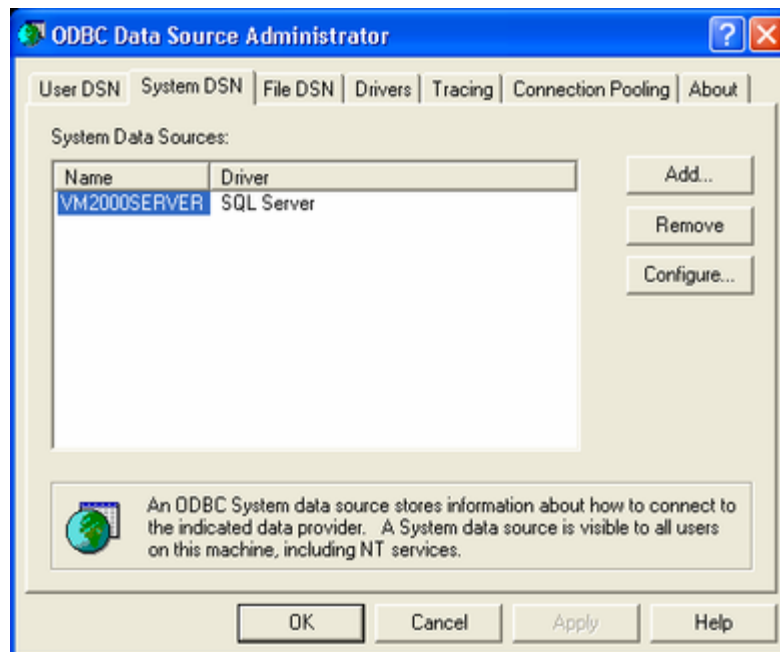 ODBC Data Source Administrator
User DSN System DSN File DSN Drivers Tracing Connection Pooling About
System Data Sources:
Name Driver
VM2000SERVER SQL Server
Add...
Remove
Configure...
An ODBC System data source stores information about how to connect to
the indicated data provider. A System data source is visible to all users
on this machine, including NT services.
OK Cancel Apply Help